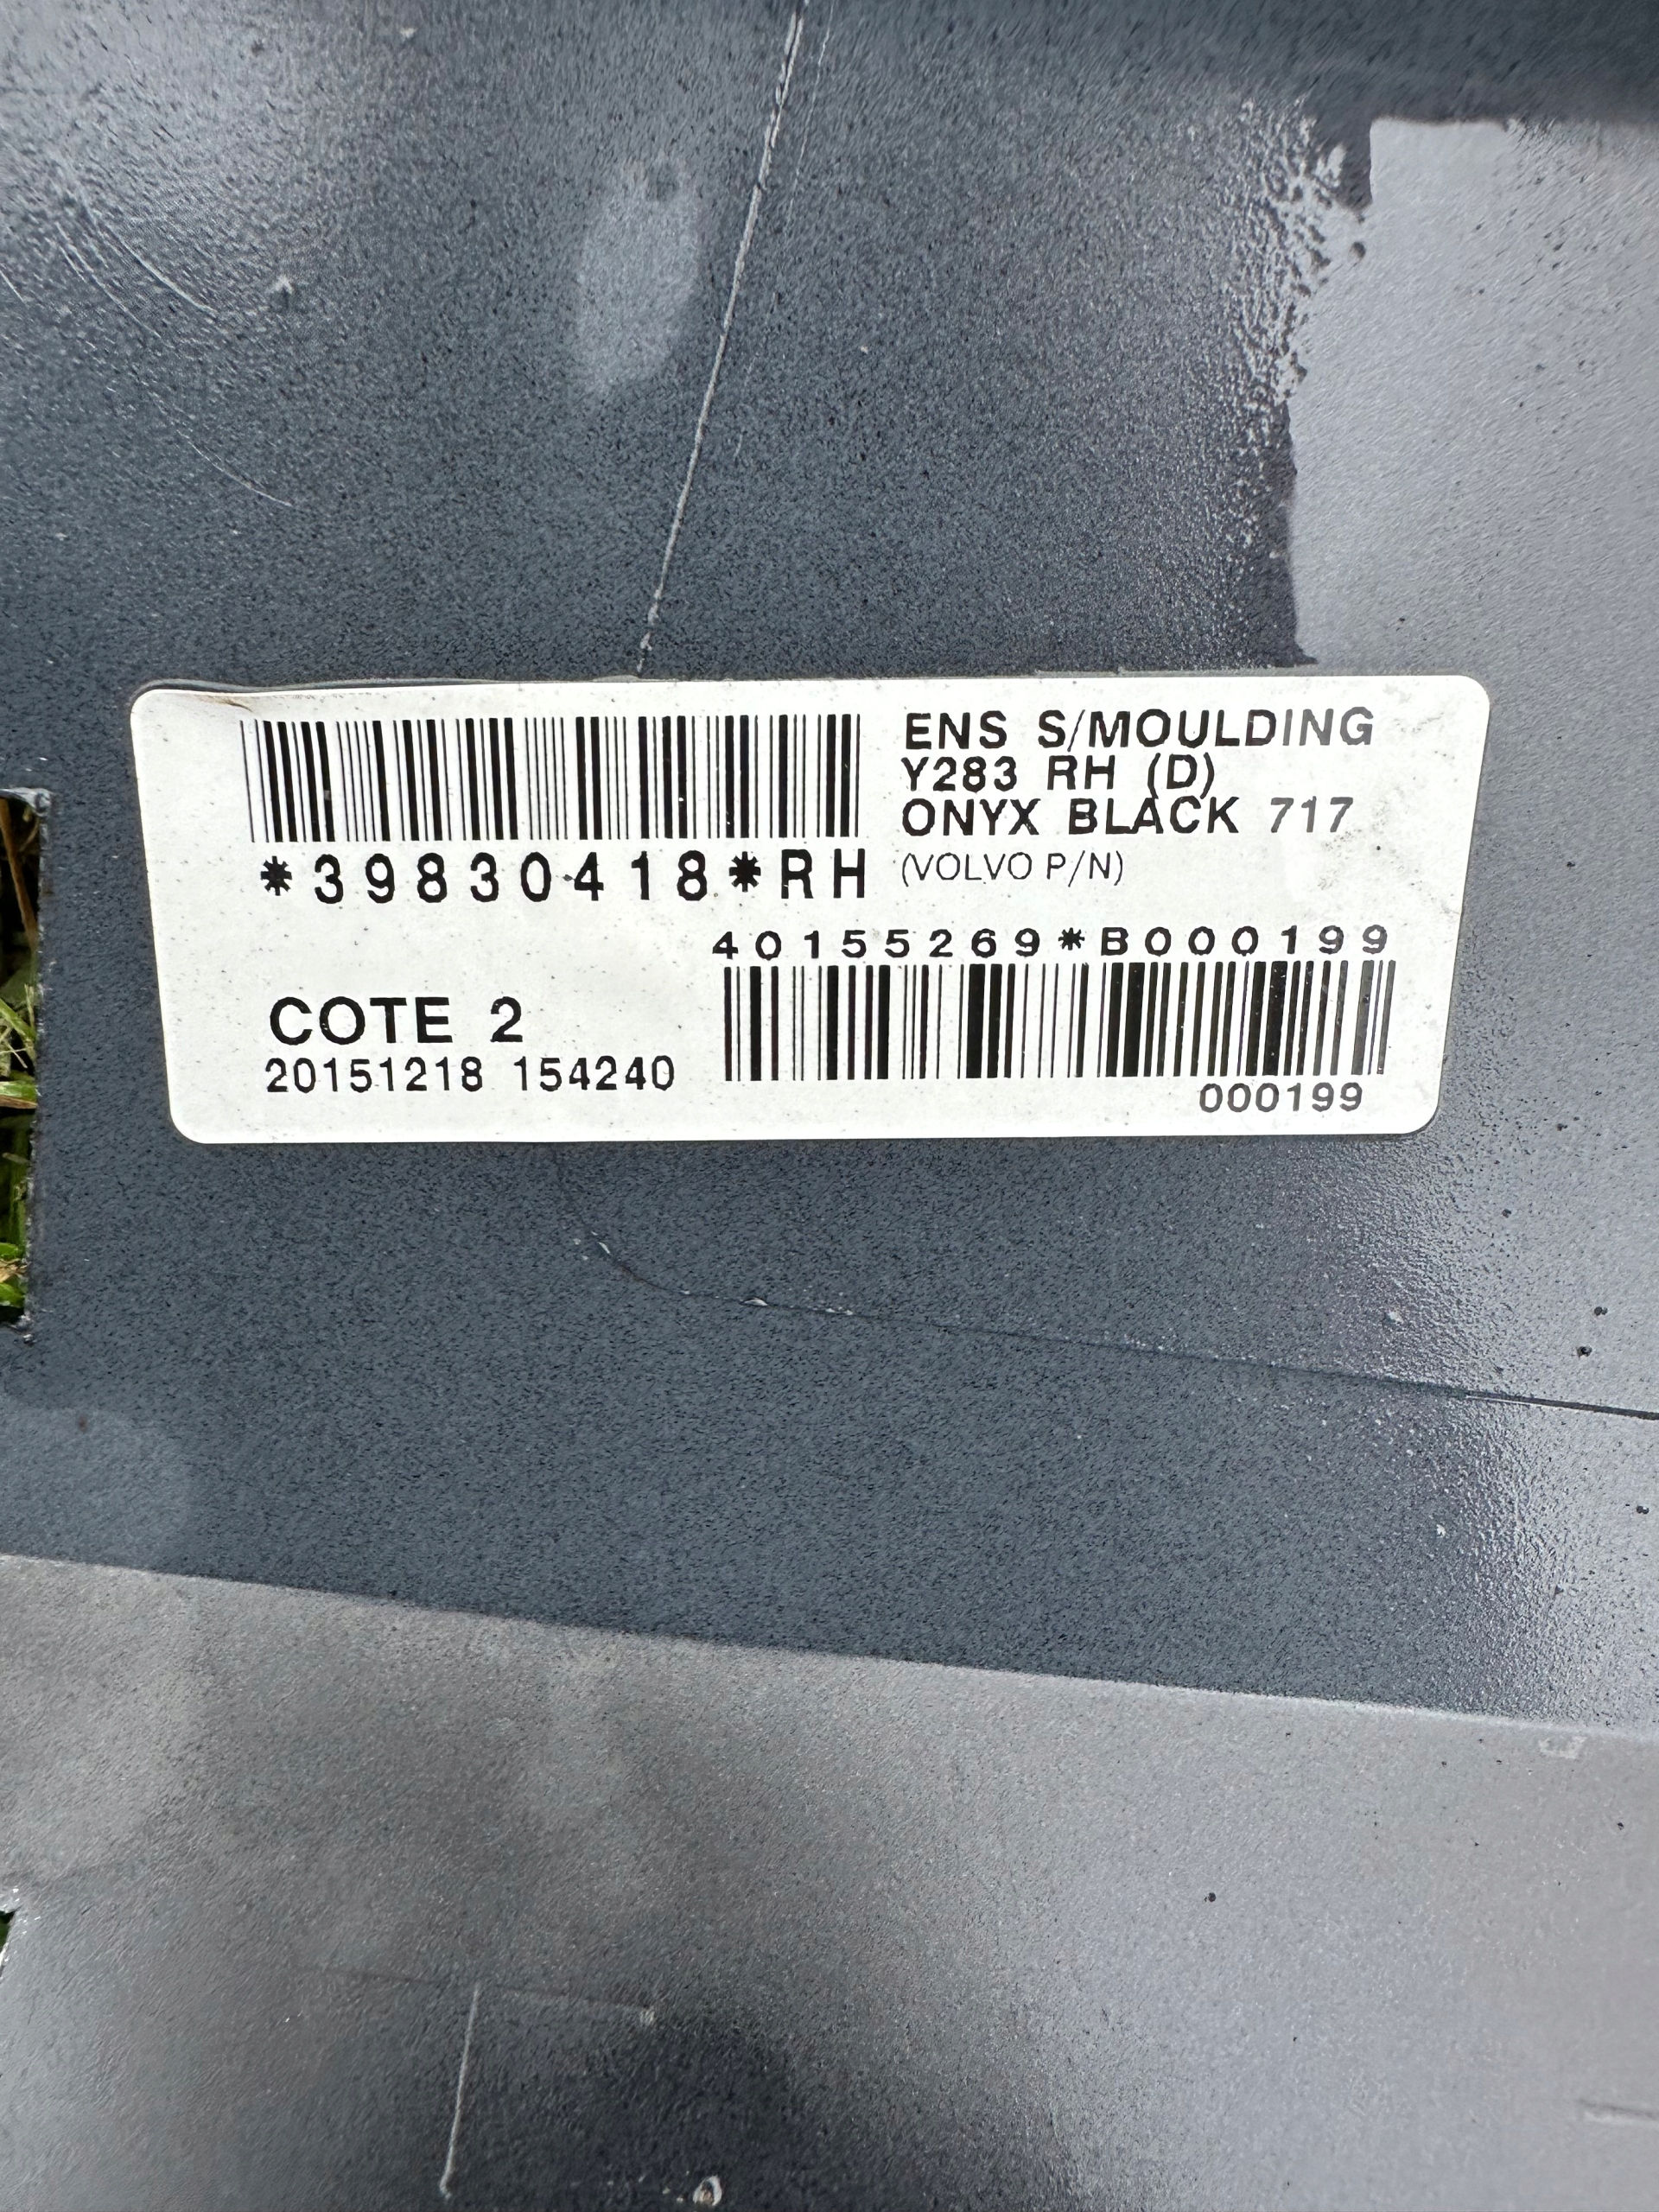 ENS S/MOULDING
Y283 RH (D)
ONYX BLACK 717
*39830418*RH
(VOLVO P/N)
40155269*B000199
COTE 2
20151218 154240
000199